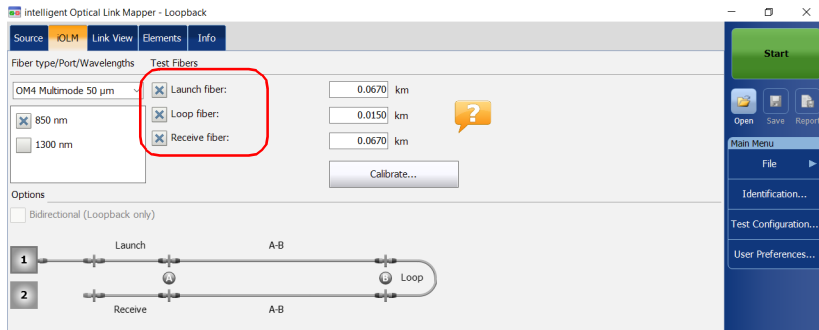 intelligent Optical Link Mapper - Loopback
Source iOLM Link View Elements Info
Fiber type/Port/Wavelengths Test Fibers
OM4 Multimode 50 µm
850 nm
1300 nm
Launch fiber: 0.0670 km
Loop fiber: 0.0150 km
Receive fiber: 0.0670 km
?
Calibrate...
Options
Bidirectional (Loopback only)
1 Launch A-B
A B Loop
2 Receive A-B
Start
Open Save Report
Main Menu
File
Identification...
Test Configuration...
User Preferences...